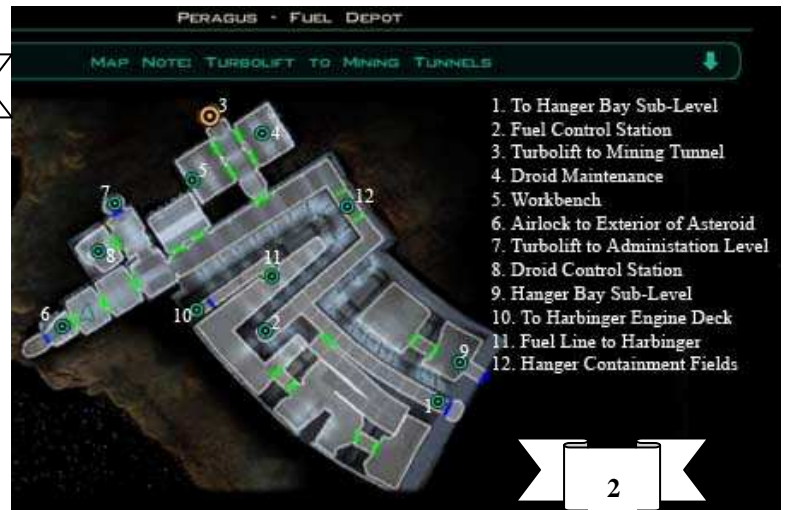 Peragus - Fuel Depot
Map Note: Turbolift to Mining Tunnels
1. To Hanger Bay Sub-Level
2. Fuel Control Station
3. Turbolift to Mining Tunnel
4. Droid Maintenance
5. Workbench
6. Airlock to Exterior of Asteroid
7. Turbolift to Administation Level
8. Droid Control Station
9. Hanger Bay Sub-Level
10. To Harbinger Engine Deck
11. Fuel Line to Harbinger
12. Hanger Containment Fields
3
4
5
7
12
8
11
6
10
2
9
1
2